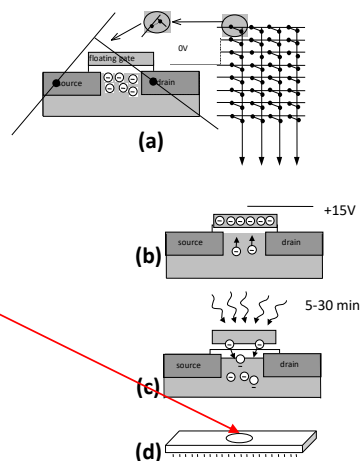 0V
floating gate
source
drain
(a)
+15V
(b)
source
drain
5-30 min
source
drain
(c)
(d)